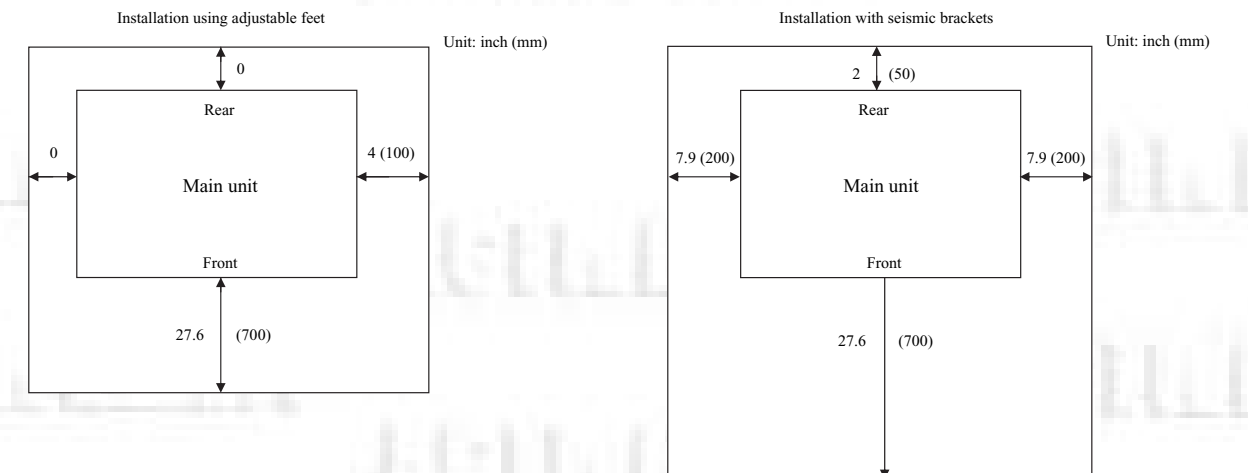 Installation using adjustable feet
Unit: inch (mm)
0
Rear
0
4 (100)
Main unit
Front
27.6 (700)
Installation with seismic brackets
Unit: inch (mm)
2 (50)
Rear
7.9 (200)
7.9 (200)
Main unit
Front
27.6 (700)